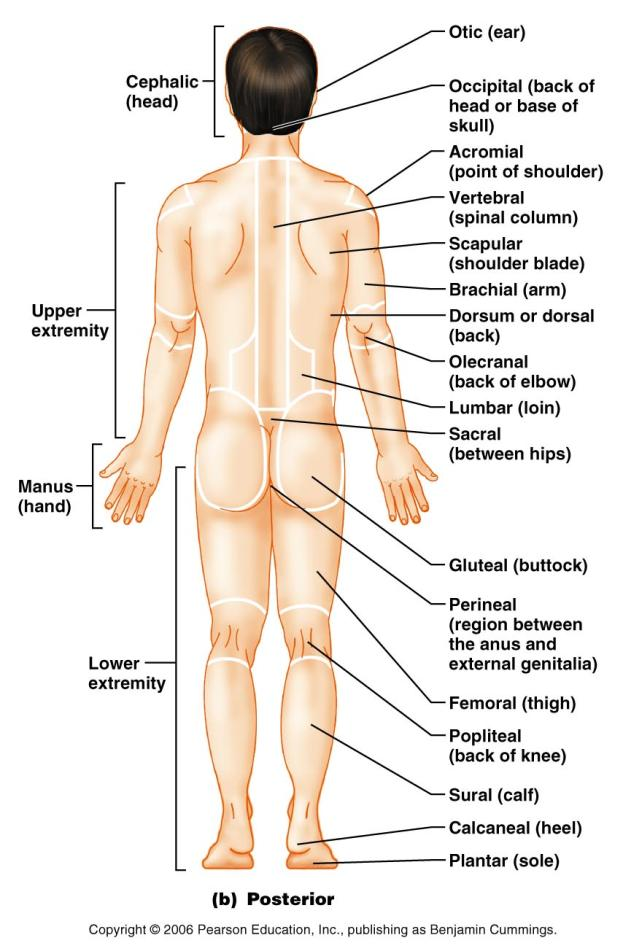 Otic (ear)
Cephalic
(head)
Occipital (back of
head or base of
skull)
Acromial
(point of shoulder)
Vertebral
(spinal column)
Scapular
(shoulder blade)
Brachial (arm)
Upper
extremity
Dorsum or dorsal
(back)
Olecranal
(back of elbow)
Lumbar (loin)
Sacral
(between hips)
Manus
(hand)
Gluteal (buttock)
Perineal
(region between
the anus and
external genitalia)
Lower
extremity
Femoral (thigh)
Popliteal
(back of knee)
Sural (calf)
Calcaneal (heel)
Plantar (sole)
(b) Posterior
Copyright © 2006 Pearson Education, Inc., publishing as Benjamin Cummings.